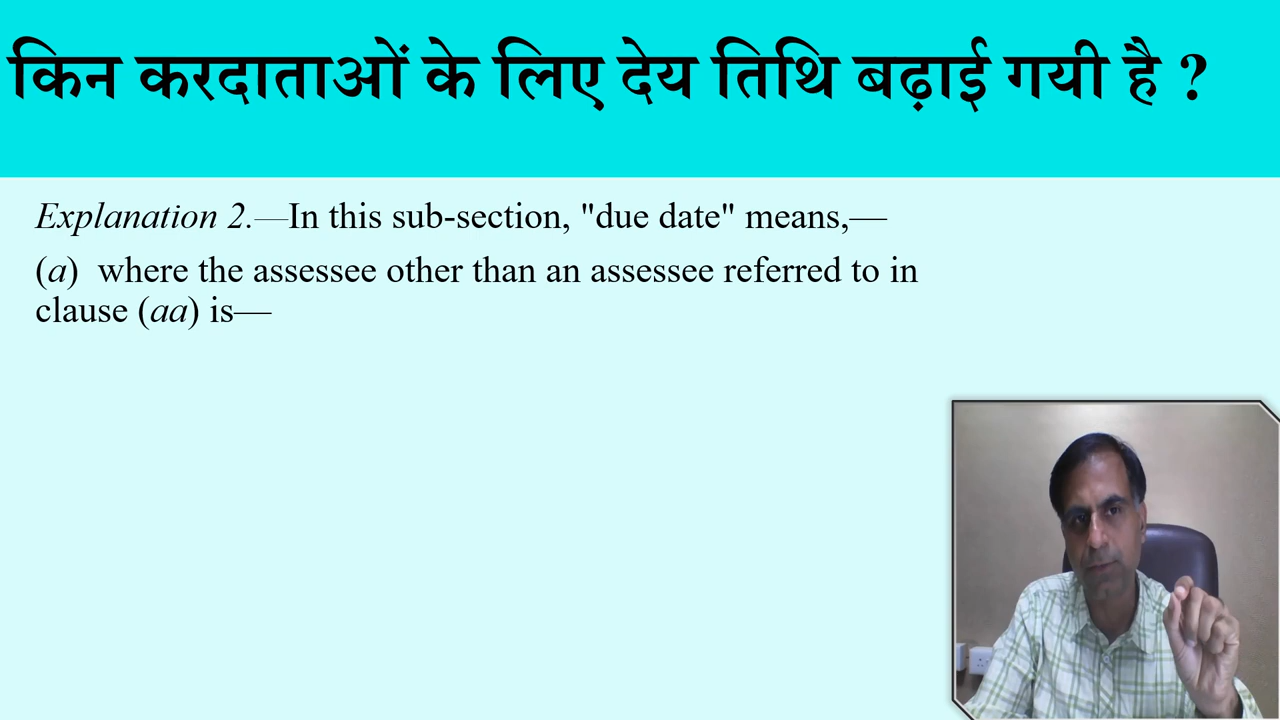 किन करदाताओं के लिए देय तिथि बढ़ाई गयी है ?
Explanation 2.—In this sub-section, "due date" means,—
(a) where the assessee other than an assessee referred to in
clause (aa) is—